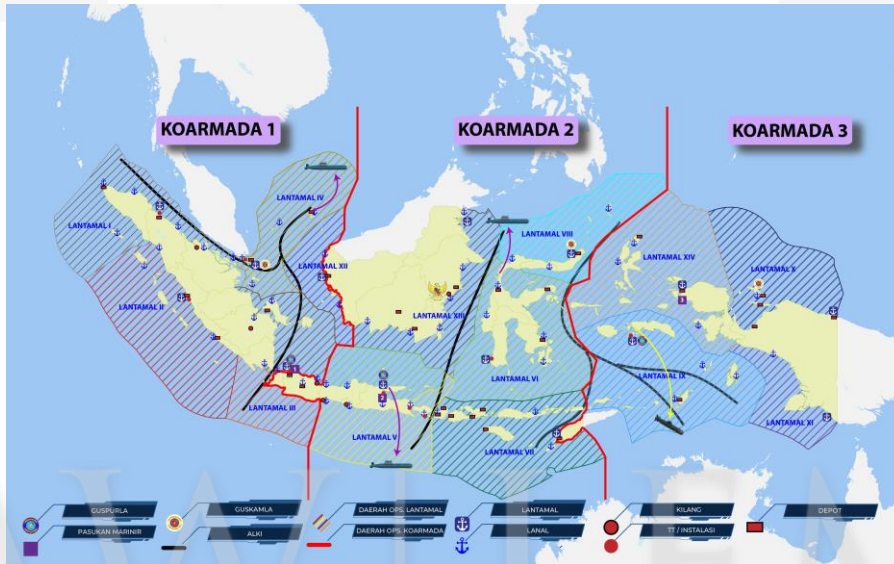 KOARMADA 1
KOARMADA 2
KOARMADA 3
LANTAMAL IV
LANTAMAL I
LANTAMAL VIII
LANTAMAL XII
LANTAMAL XIV
LANTAMAL X
LANTAMAL II
LANTAMAL XIII
LANTAMAL VI
LANTAMAL IX
LANTAMAL III
LANTAMAL V
LANTAMAL VII
LANTAMAL XI
GUSPURLA
GUSKAMLA
DAERAH OPS. LANTAMAL
LANTAMAL
KILANG
DEPOT
PASUKAN MARINIR
ALKI
DAERAH OPS. KOARMADA
LANAL
TT / INSTALASI